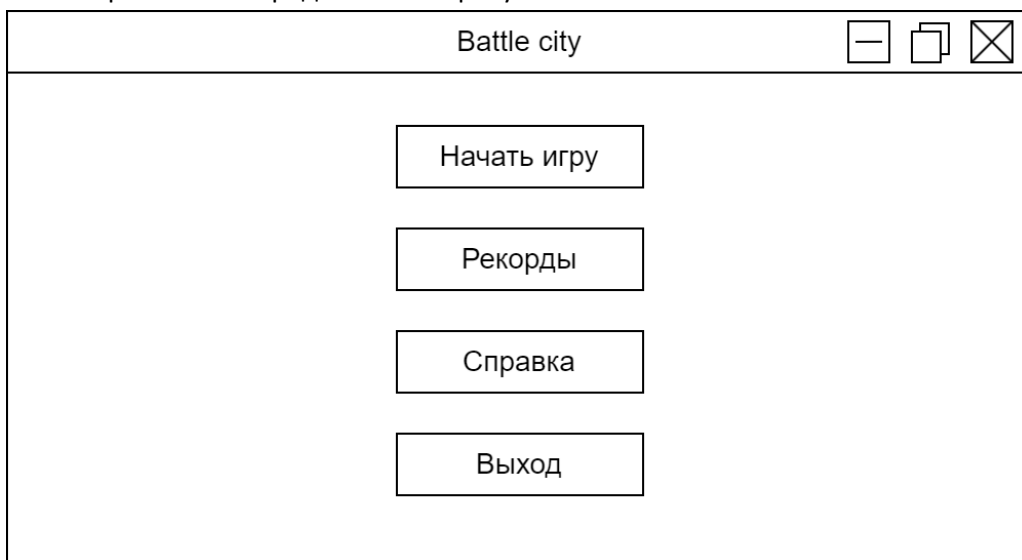 Battle city
Начать игру
Рекорды
Справка
Выход